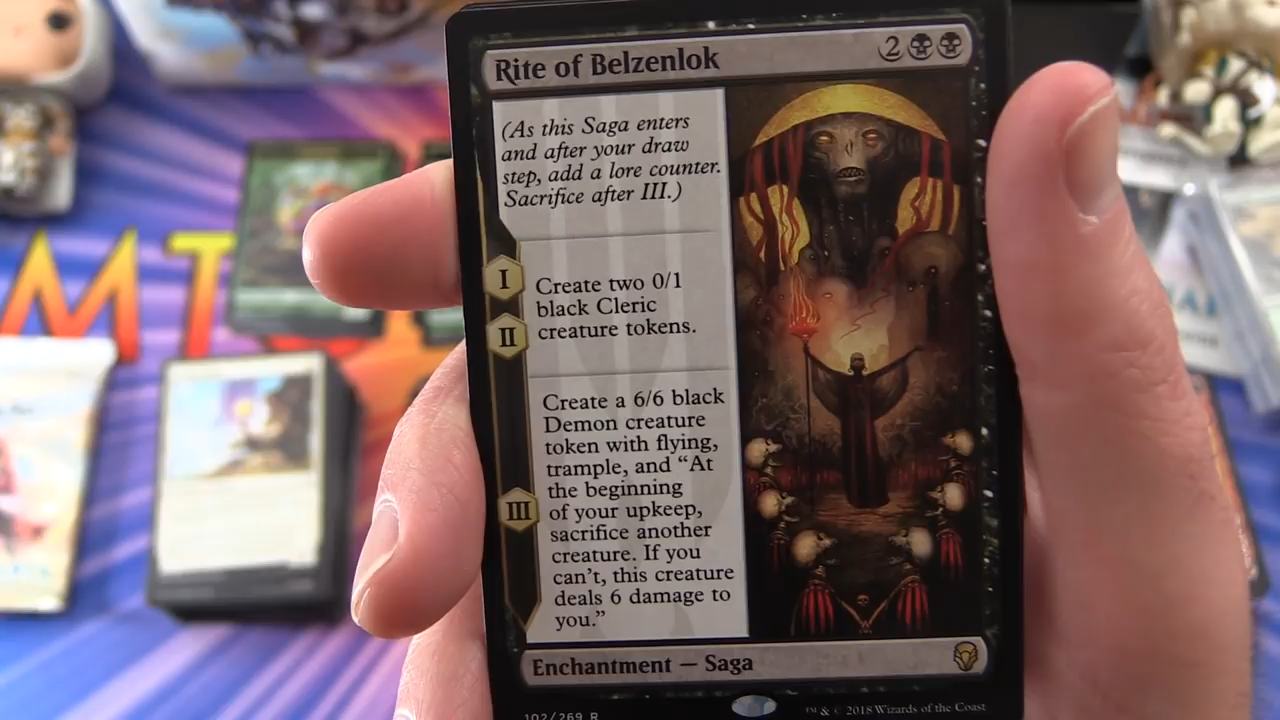 Rite of Belzenlok 2
(As this Saga enters
and after your draw
step, add a lore counter.
Sacrifice after III.)
I
II
Create two 0/1
black Cleric
creature tokens.
III
Create a 6/6 black
Demon creature
token with flying,
trample, and “At
the beginning
of your upkeep,
sacrifice another
creature. If you
can't, this creature
deals 6 damage to
you.”
Enchantment — Saga
102/269 R
™ & © 2018 Wizards of the Coast
MT